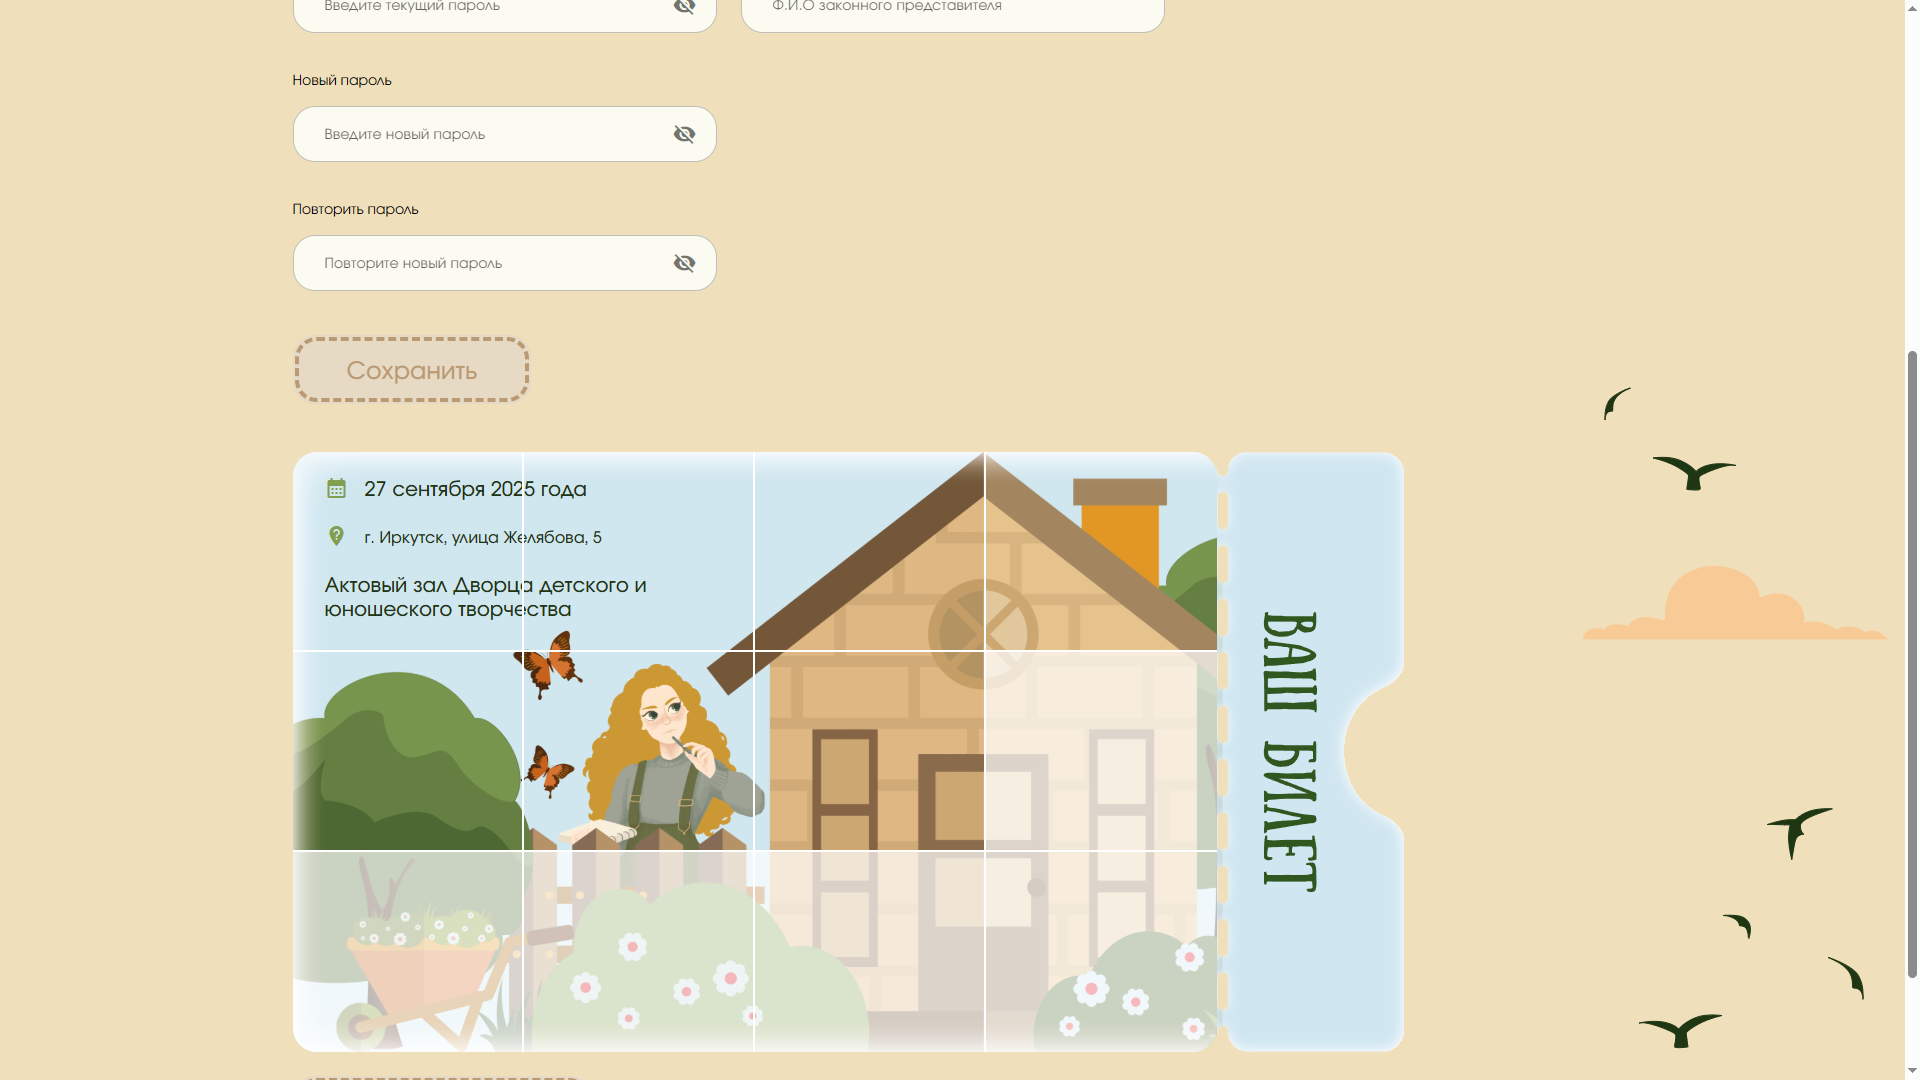 Введите текущий пароль
Ф.И.О законного представителя
Новый пароль
Введите новый пароль
Повторить пароль
Повторите новый пароль
Сохранить
27 сентября 2025 года
г. Иркутск, улица Желябова, 5
Актовый зал Дворца детского и
юношеского творчества
ВАШ БИЛЕТ